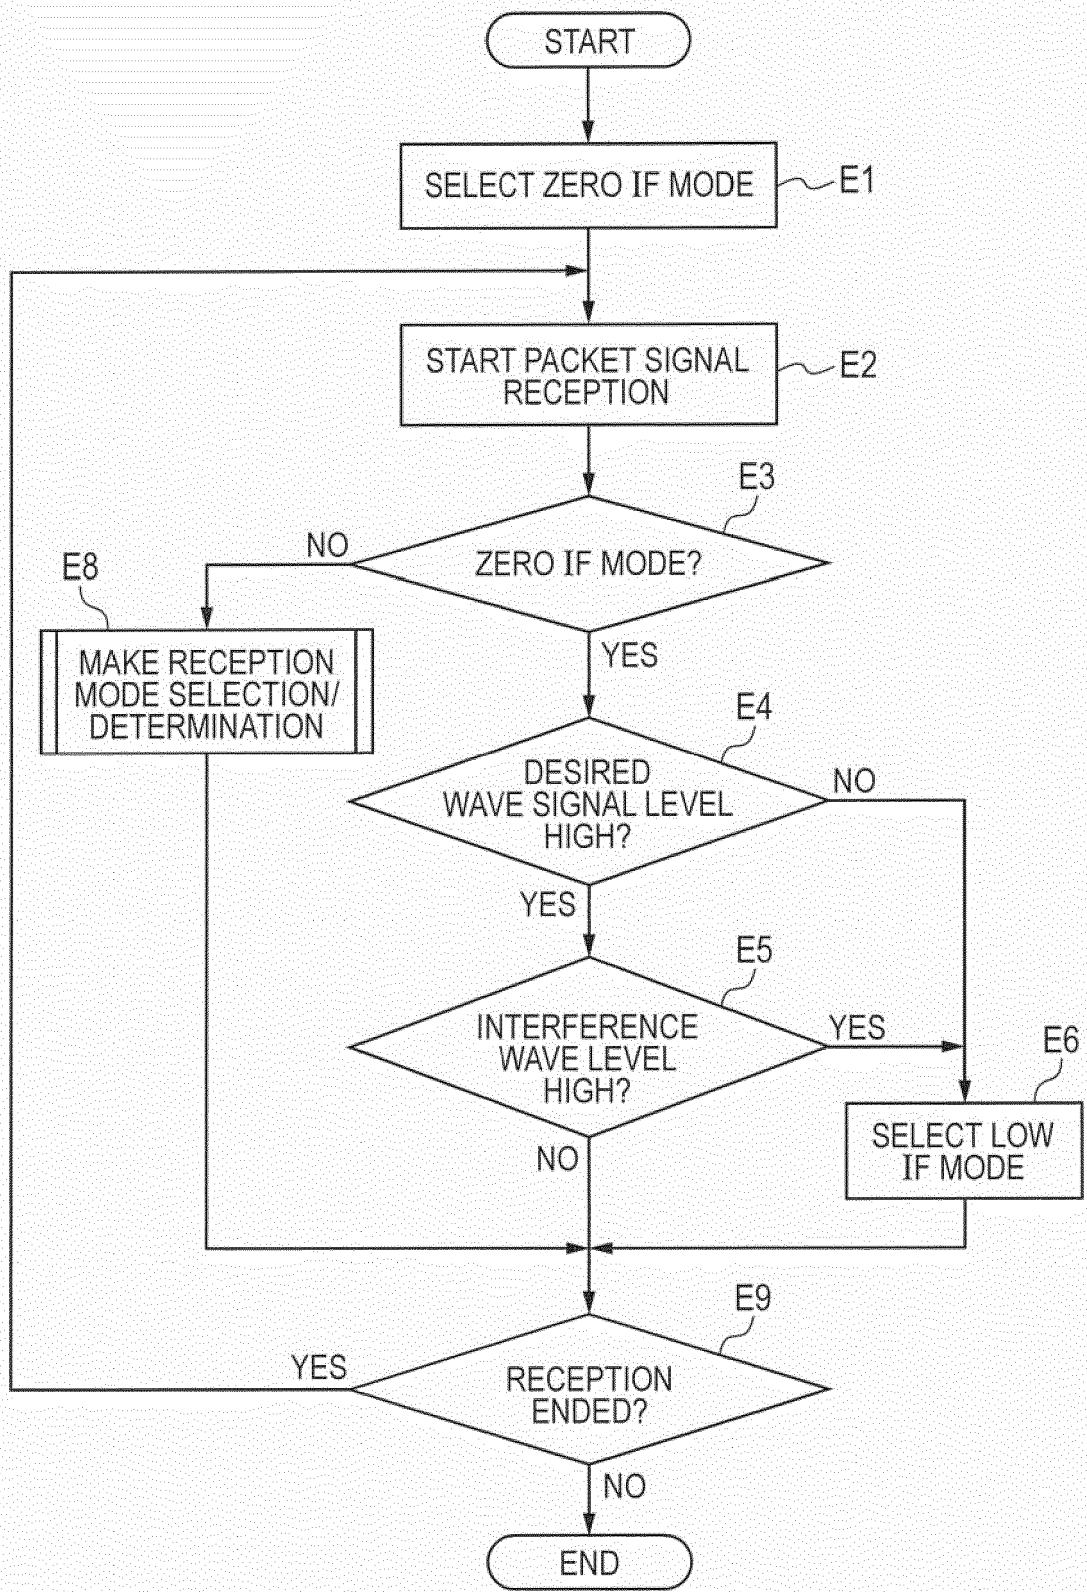 START
SELECT ZERO IF MODE
E1
START PACKET SIGNAL
RECEPTION
E2
E3
ZERO IF MODE?
NO
YES
E8
MAKE RECEPTION
MODE SELECTION/
DETERMINATION
E4
DESIRED
WAVE SIGNAL LEVEL
HIGH?
NO
YES
E5
INTERFERENCE
WAVE LEVEL
HIGH?
YES
NO
E6
SELECT LOW
IF MODE
E9
RECEPTION
ENDED?
YES
NO
END